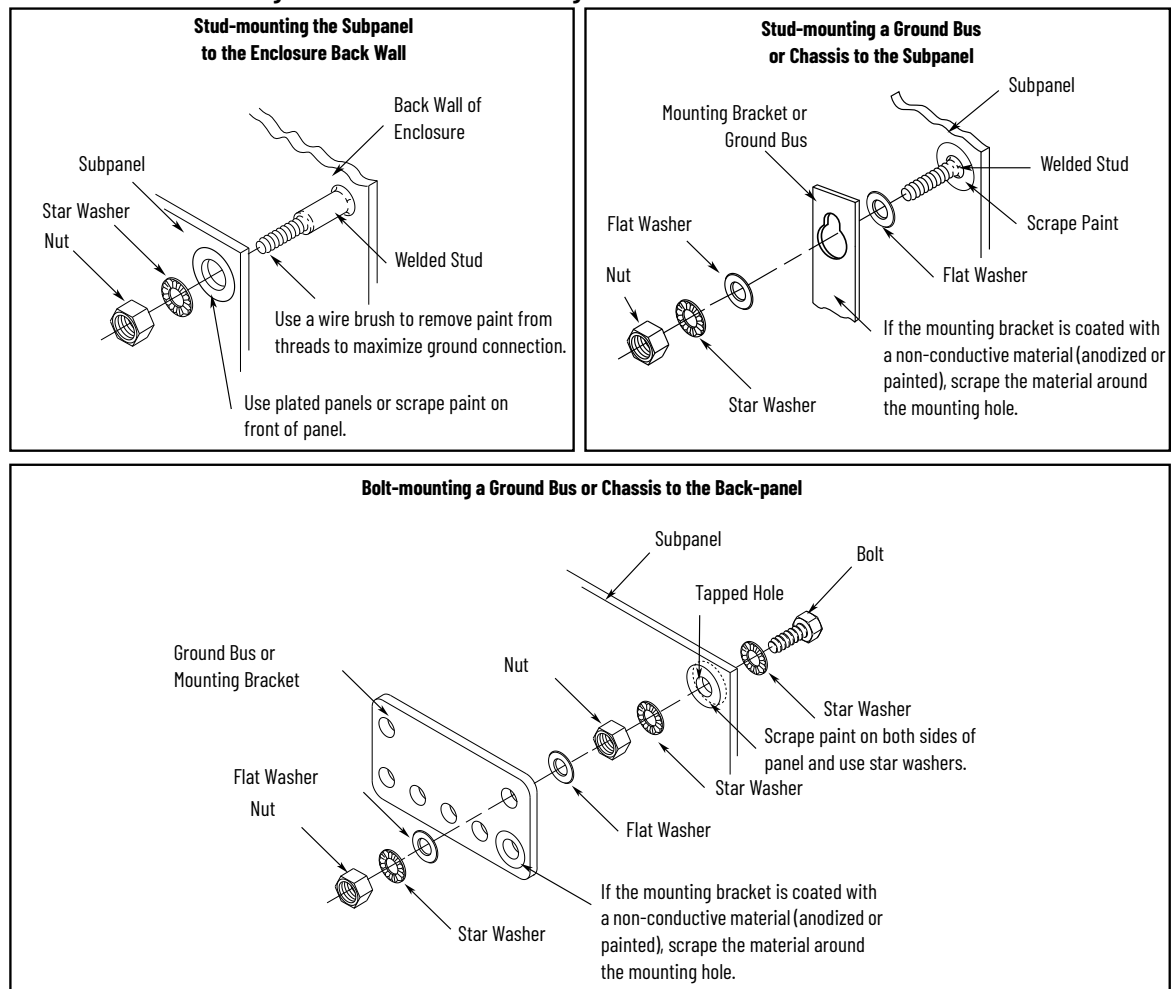 Stud-mounting the Subpanel
to the Enclosure Back Wall
Back Wall of
Enclosure
Subpanel
Star Washer
Nut
Welded Stud
Use a wire brush to remove paint from
threads to maximize ground connection.
Use plated panels or scrape paint on
front of panel.
Stud-mounting a Ground Bus
or Chassis to the Subpanel
Subpanel
Mounting Bracket or
Ground Bus
Welded Stud
Scrape Paint
Flat Washer
Flat Washer
Nut
If the mounting bracket is coated with
a non-conductive material (anodized or
painted), scrape the material around
the mounting hole.
Star Washer
Bolt-mounting a Ground Bus or Chassis to the Back-panel
Subpanel
Bolt
Tapped Hole
Ground Bus or
Mounting Bracket
Nut
Star Washer
Scrape paint on both sides of
panel and use star washers.
Star Washer
Flat Washer
Nut
Flat Washer
If the mounting bracket is coated with
a non-conductive material (anodized or
painted), scrape the material around
the mounting hole.
Star Washer